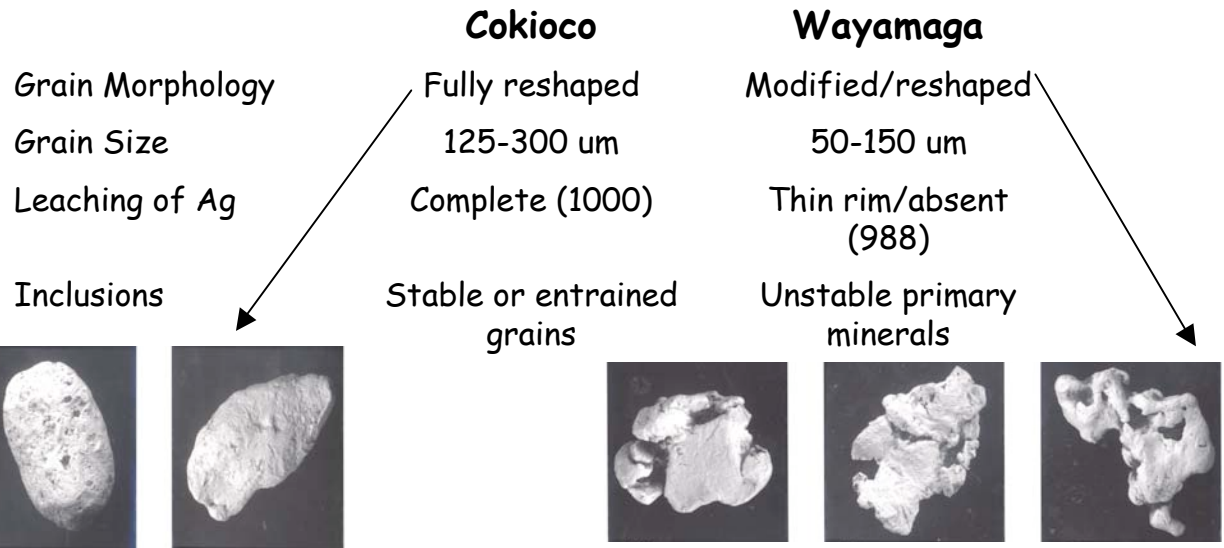 Cokioco Wayamaga
Grain Morphology Fully reshaped Modified/reshaped
Grain Size 125-300 um 50-150 um
Leaching of Ag Complete (1000) Thin rim/absent
(988)
Inclusions Stable or entrained Unstable primary
grains minerals